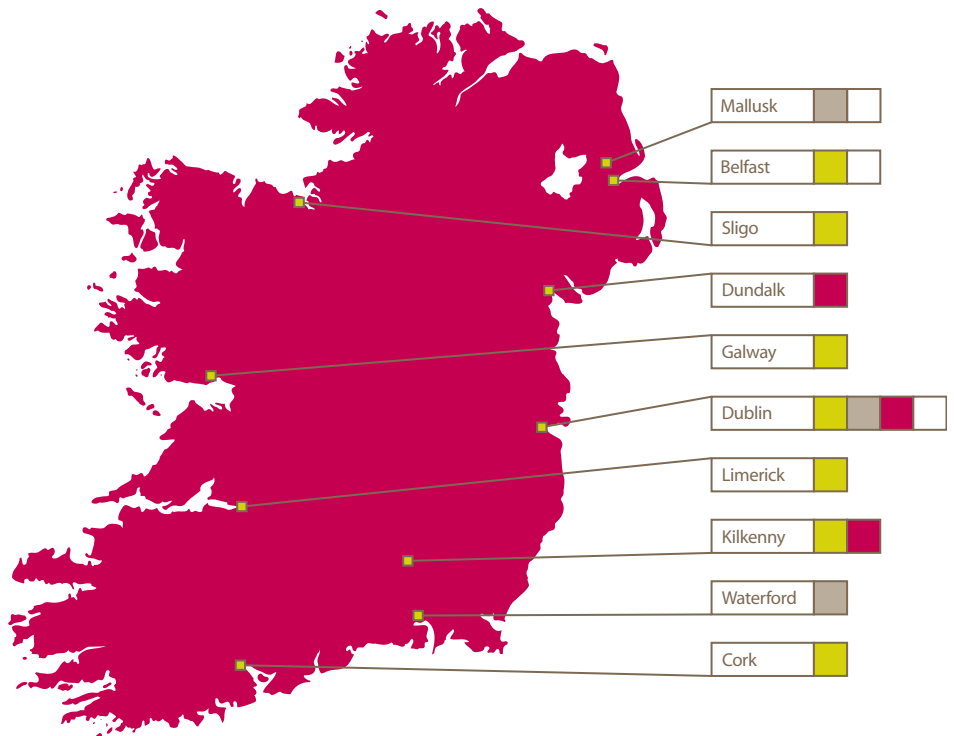 Mallusk
Belfast
Sligo
Dundalk
Galway
Dublin
Limerick
Kilkenny
Waterford
Cork